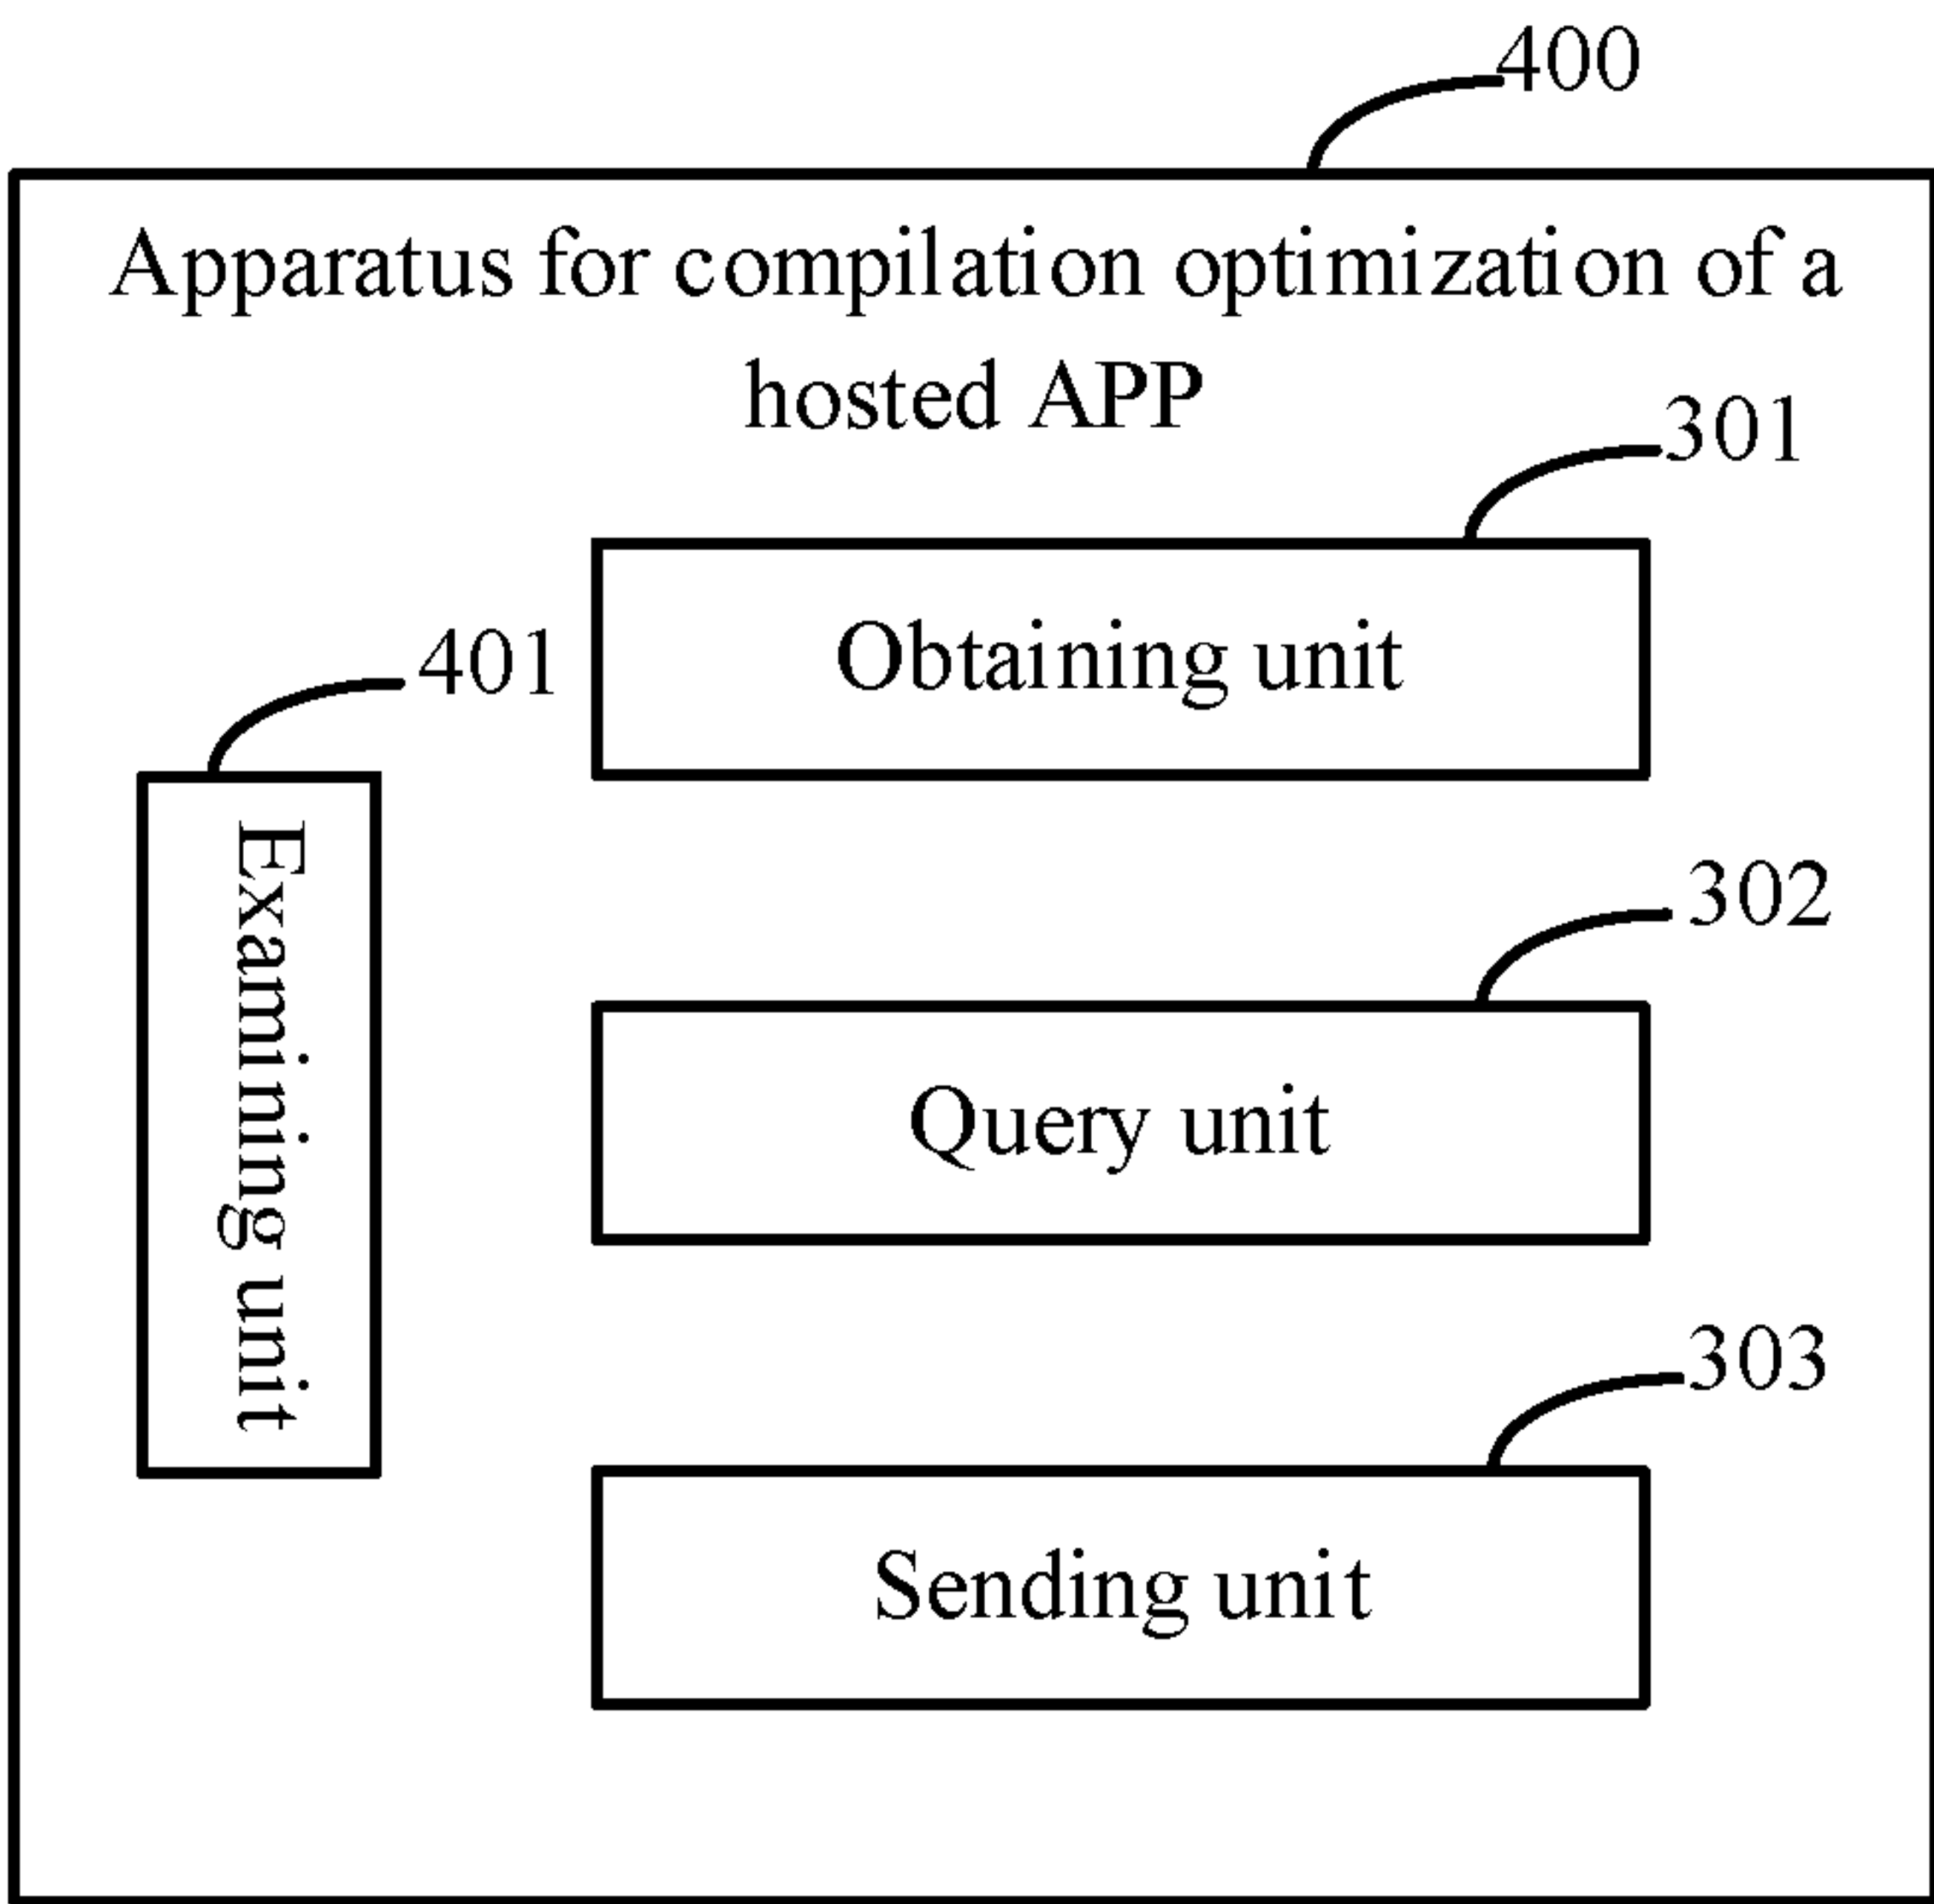 400
Apparatus for compilation optimization of a
hosted APP
301
Obtaining unit
401
Examining unit
302
Query unit
303
Sending unit